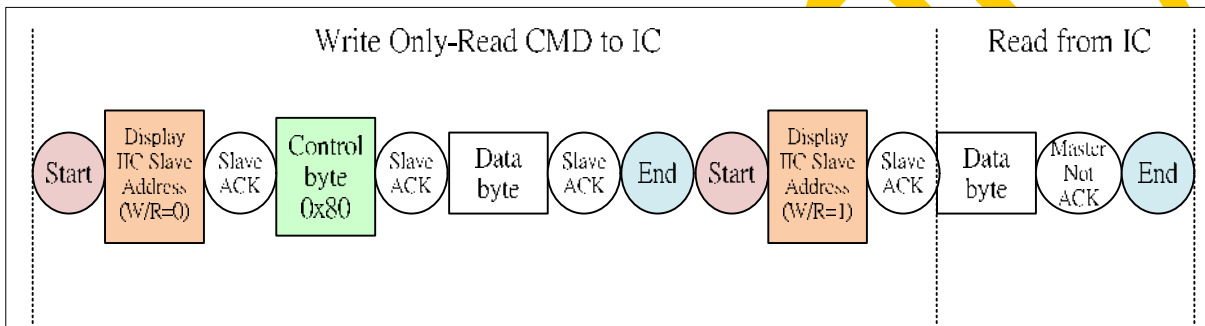 Write Only-Read CMD to IC
Read from IC
Start
Display
IIC Slave
Address
(W/R=0)
Slave
ACK
Control
byte
0x80
Slave
ACK
Data
byte
Slave
ACK
End
Start
Display
IIC Slave
Address
(W/R=1)
Slave
ACK
Data
byte
Master
Not
ACK
End